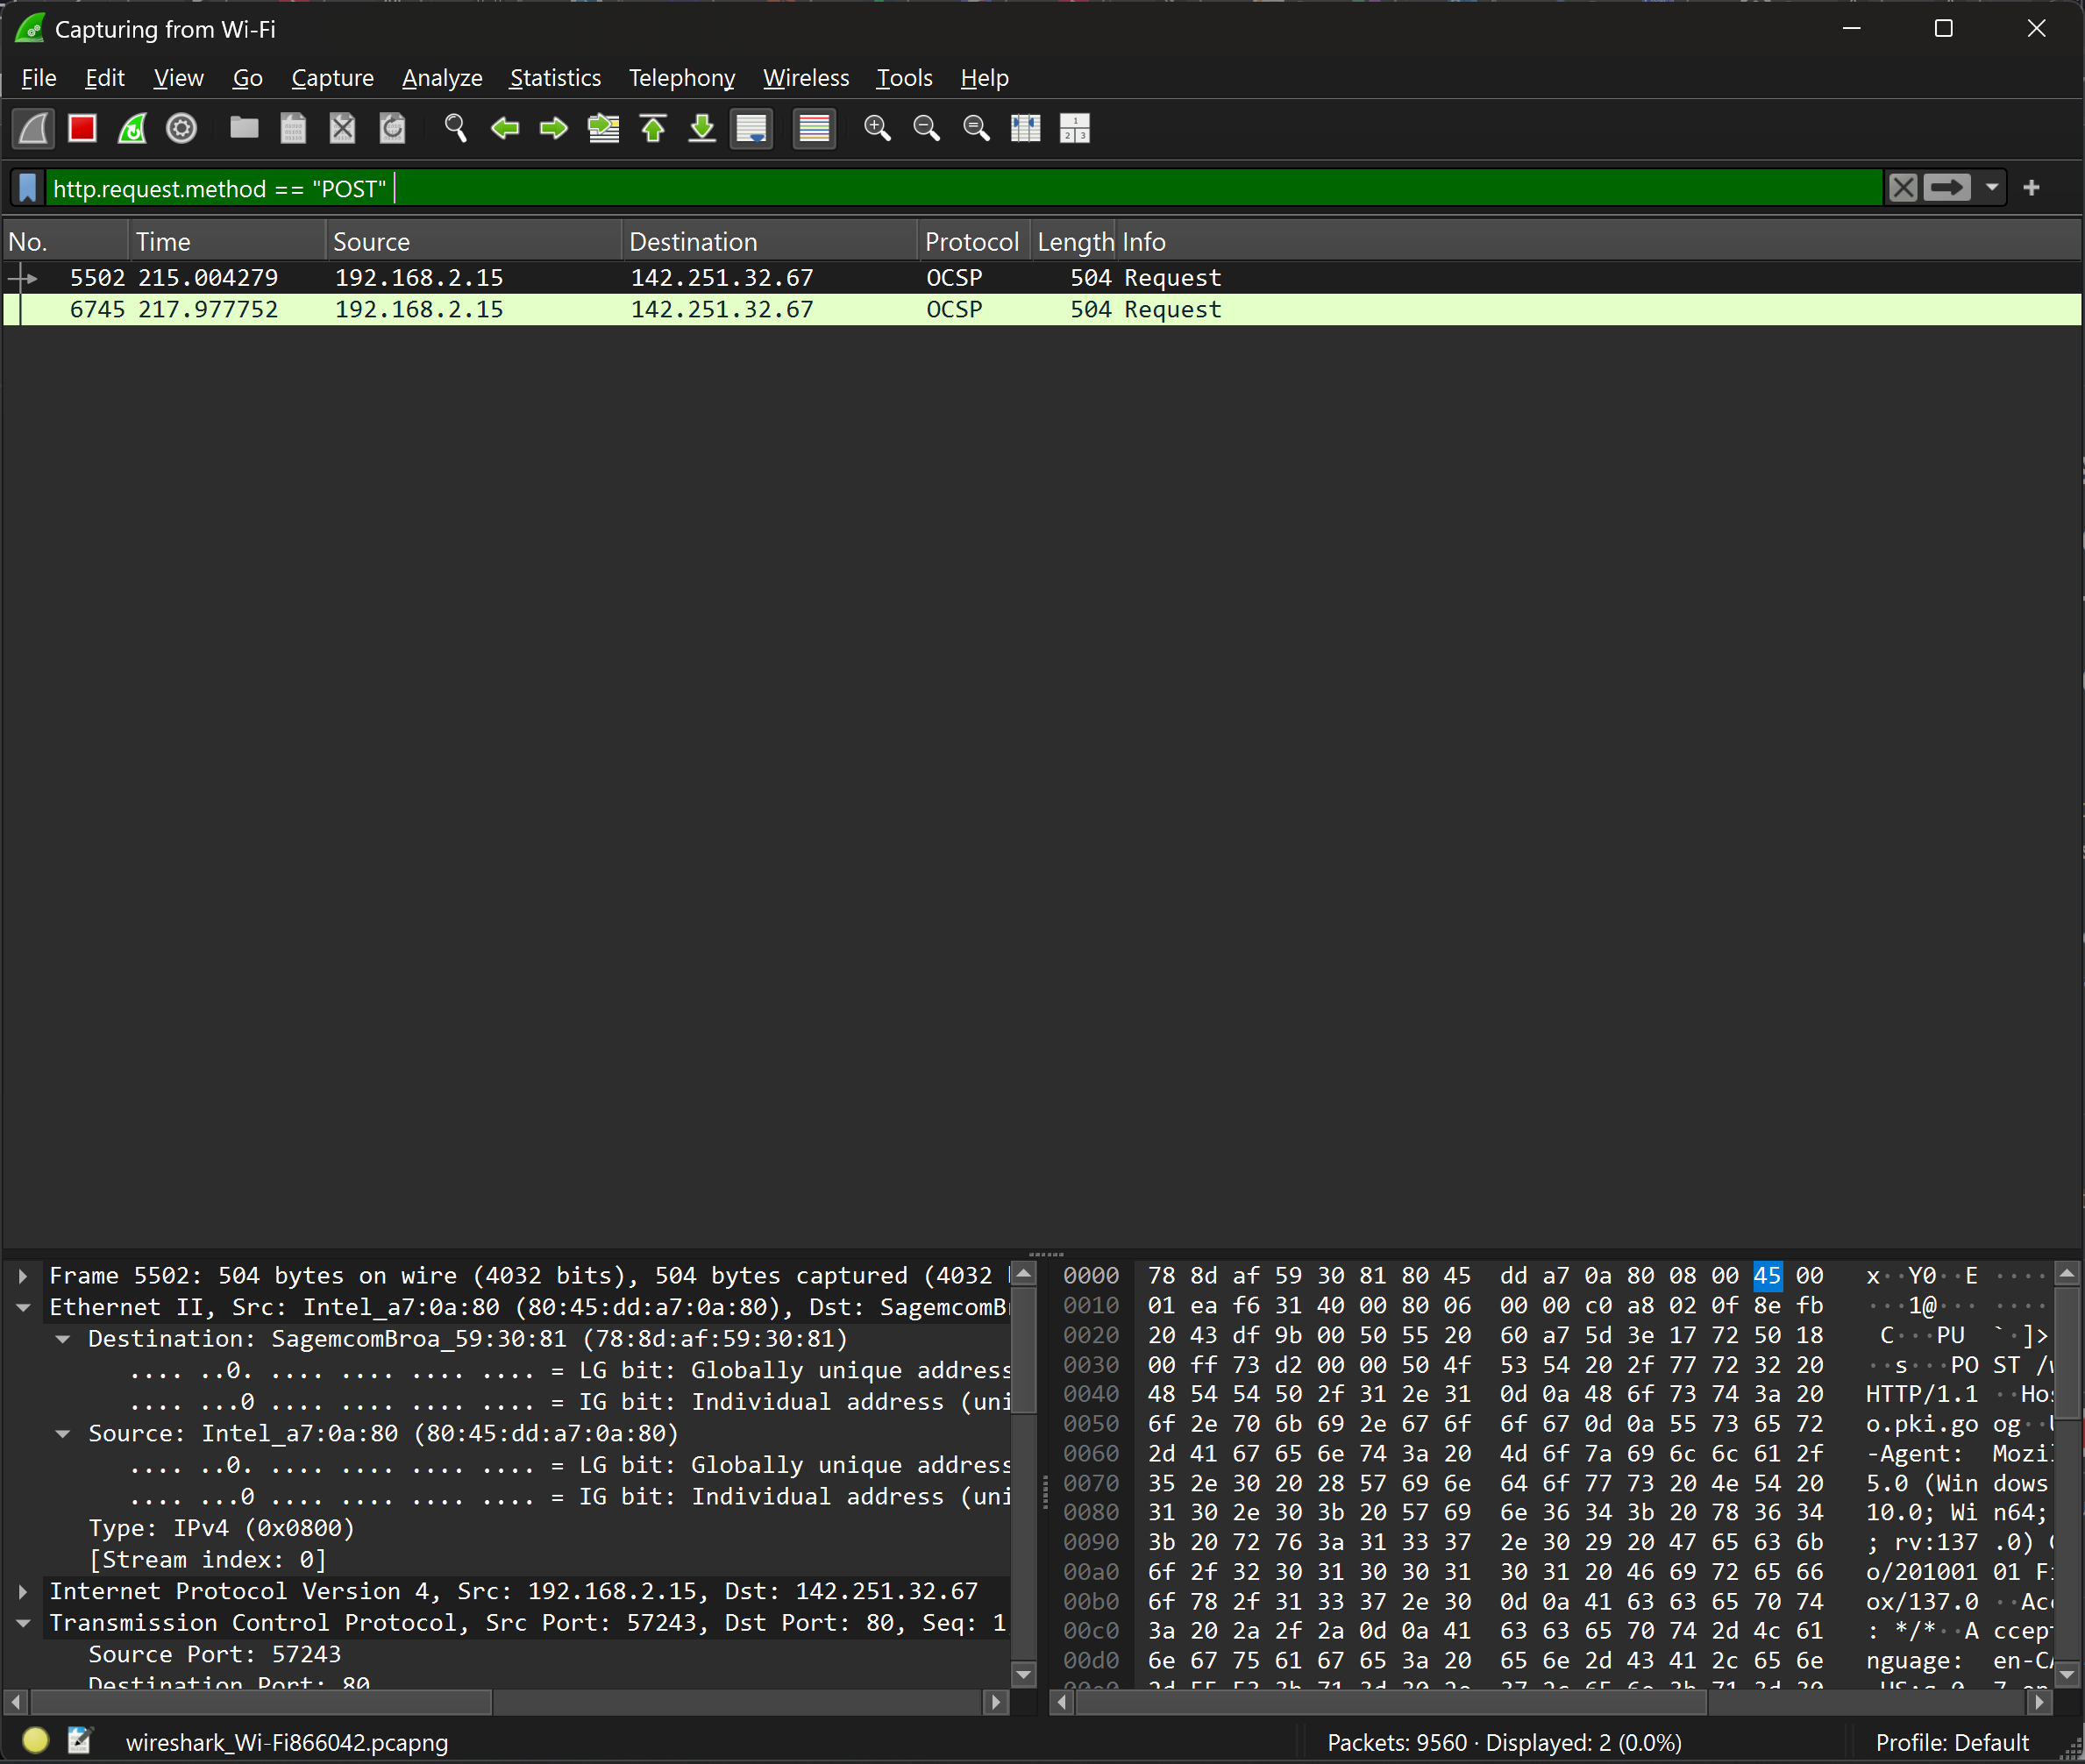 Capturing from Wi-Fi
File Edit View Go Capture Analyze Statistics Telephony Wireless Tools Help
http.request.method == "POST"
No. Time Source Destination Protocol Length Info
5502 215.004279 192.168.2.15 142.251.32.67 OCSP 504 Request
6745 217.977752 192.168.2.15 142.251.32.67 OCSP 504 Request
Frame 5502: 504 bytes on wire (4032 bits), 504 bytes captured (4032
Ethernet II, Src: Intel_a7:0a:80 (80:45:dd:a7:0a:80), Dst: SagemcomB
Destination: SagemcomBroa_59:30:81 (78:8d:af:59:30:81)
.... ..0. .... .... .... .... = LG bit: Globally unique address
.... ...0 .... .... .... .... = IG bit: Individual address (uni
Source: Intel_a7:0a:80 (80:45:dd:a7:0a:80)
.... ..0. .... .... .... .... = LG bit: Globally unique address
.... ...0 .... .... .... .... = IG bit: Individual address (uni
Type: IPv4 (0x0800)
[Stream index: 0]
Internet Protocol Version 4, Src: 192.168.2.15, Dst: 142.251.32.67
Transmission Control Protocol, Src Port: 57243, Dst Port: 80, Seq: 1
Source Port: 57243
Destination Port: 80
0000 78 8d af 59 30 81 80 45 dd a7 0a 80 08 00 45 00 x··Y0··E ····
0010 01 ea f6 31 40 00 80 06 00 00 c0 a8 02 0f 8e fb ···1@··· ····
0020 20 43 df 9b 00 50 55 20 60 a7 5d 3e 17 72 50 18 C···PU `·]>
0030 00 ff 73 d2 00 00 50 4f 53 54 20 2f 77 72 32 20 ··s···PO ST /w
0040 48 54 54 50 2f 31 2e 31 0d 0a 48 6f 73 74 3a 20 HTTP/1.1 ··Hos
0050 6f 2e 70 6b 69 2e 67 6f 6f 67 0d 0a 55 73 65 72 o.pki.go og··U
0060 2d 41 67 65 6e 74 3a 20 4d 6f 7a 69 6c 6c 61 2f -Agent: Mozil
0070 35 2e 30 20 28 57 69 6e 64 6f 77 73 20 4e 54 20 5.0 (Win dows
0080 31 30 2e 30 3b 20 57 69 6e 36 34 3b 20 78 36 34 10.0; Wi n64;
0090 3b 20 72 76 3a 31 33 37 2e 30 29 20 47 65 63 6b ; rv:137 .0) G
00a0 6f 2f 32 30 31 30 30 31 30 31 20 46 69 72 65 66 o/201001 01 Fi
00b0 6f 78 2f 31 33 37 2e 30 0d 0a 41 63 63 65 70 74 ox/137.0 ··Acc
00c0 3a 20 2a 2f 2a 0d 0a 41 63 63 65 70 74 2d 4c 61 : */*··A ccept
00d0 6e 67 75 61 67 65 3a 20 65 6e 2d 43 41 2c 65 6e nguage: en-CA
wireshark_Wi-Fi866042.pcapng
Packets: 9560 · Displayed: 2 (0.0%)
Profile: Default